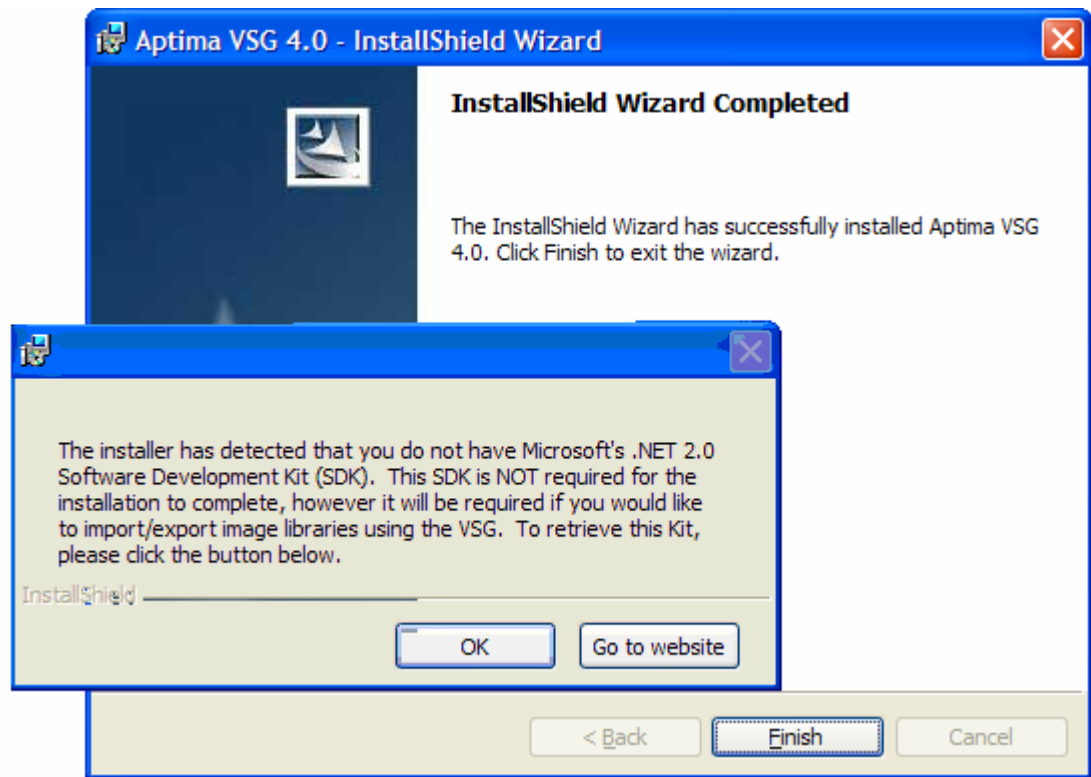 Aptima VSG 4.0 - InstallShield Wizard
InstallShield Wizard Completed
The InstallShield Wizard has successfully installed Aptima VSG
4.0. Click Finish to exit the wizard.
The installer has detected that you do not have Microsoft's .NET 2.0
Software Development Kit (SDK).  This SDK is NOT required for the
installation to complete, however it will be required if you would like
to import/export image libraries using the VSG.  To retrieve this Kit,
please click the button below.
InstallShield
OK
Go to website
< Back
Finish
Cancel